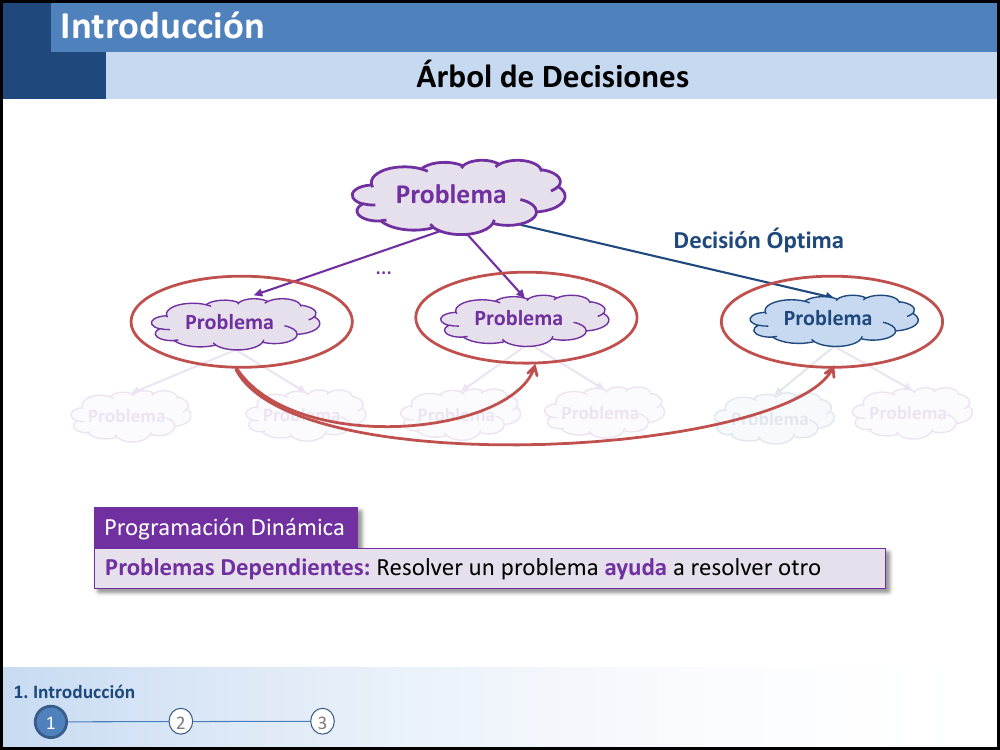 Introducción
Árbol de Decisiones
Problema
Decisión Óptima
...
Problema
Problema
Problema
Problema
Problema
Problema
Problema
Problema
Problema
Programación Dinámica
Problemas Dependientes: Resolver un problema ayuda a resolver otro
1. Introducción
1
2
3